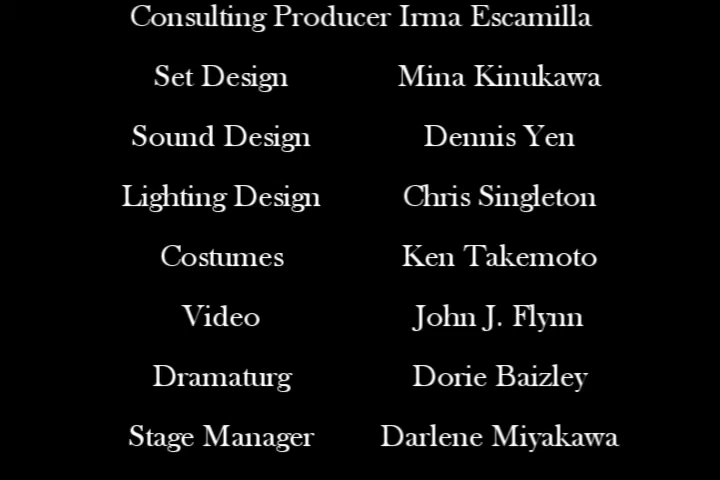 Consulting Producer Irma Escamilla
Set Design Mina Kinukawa
Sound Design Dennis Yen
Lighting Design Chris Singleton
Costumes Ken Takemoto
Video John J. Flynn
Dramaturg Dorie Baizley
Stage Manager Darlene Miyakawa